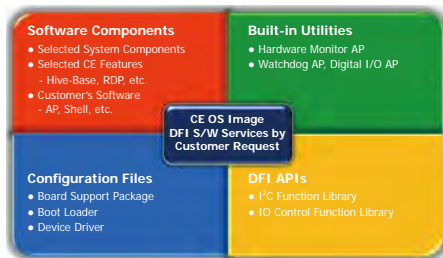 Software Components
● Selected System Components
● Selected CE Features
- Hive-Base, RDP, etc.
● Customer's Software
- AP, Shell, etc.
Built-in Utilities
● Hardware Monitor AP
● Watchdog AP, Digital I/O AP
CE OS Image
DFI S/W Services by
Customer Request
Configuration Files
● Board Support Package
● Boot Loader
● Device Driver
DFI APIs
● I²C Function Library
● IO Control Function Library